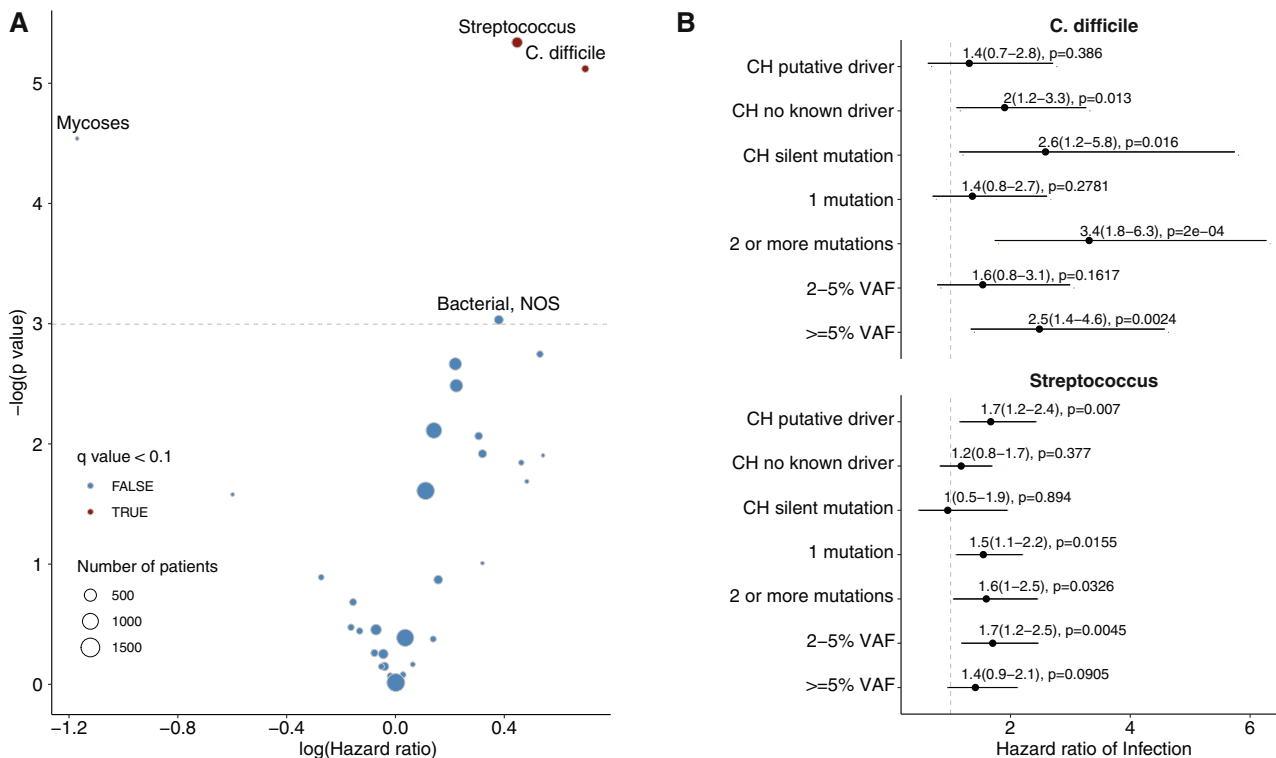 A
Streptococcus
C. difficile
Mycoses
Bacterial, NOS
−log(p value)
5
4
3
2
1
0
q value < 0.1
FALSE
TRUE
Number of patients
500
1000
1500
−1.2
−0.8
−0.4
0.0
0.4
log(Hazard ratio)
B
C. difficile
CH putative driver
1.4(0.7−2.8), p=0.386
CH no known driver
2(1.2−3.3), p=0.013
CH silent mutation
2.6(1.2−5.8), p=0.016
1 mutation
1.4(0.8−2.7), p=0.2781
2 or more mutations
3.4(1.8−6.3), p=2e−04
2−5% VAF
1.6(0.8−3.1), p=0.1617
>=5% VAF
2.5(1.4−4.6), p=0.0024
Streptococcus
CH putative driver
1.7(1.2−2.4), p=0.007
CH no known driver
1.2(0.8−1.7), p=0.377
CH silent mutation
1(0.5−1.9), p=0.894
1 mutation
1.5(1.1−2.2), p=0.0155
2 or more mutations
1.6(1−2.5), p=0.0326
2−5% VAF
1.7(1.2−2.5), p=0.0045
>=5% VAF
1.4(0.9−2.1), p=0.0905
2
4
6
Hazard ratio of Infection